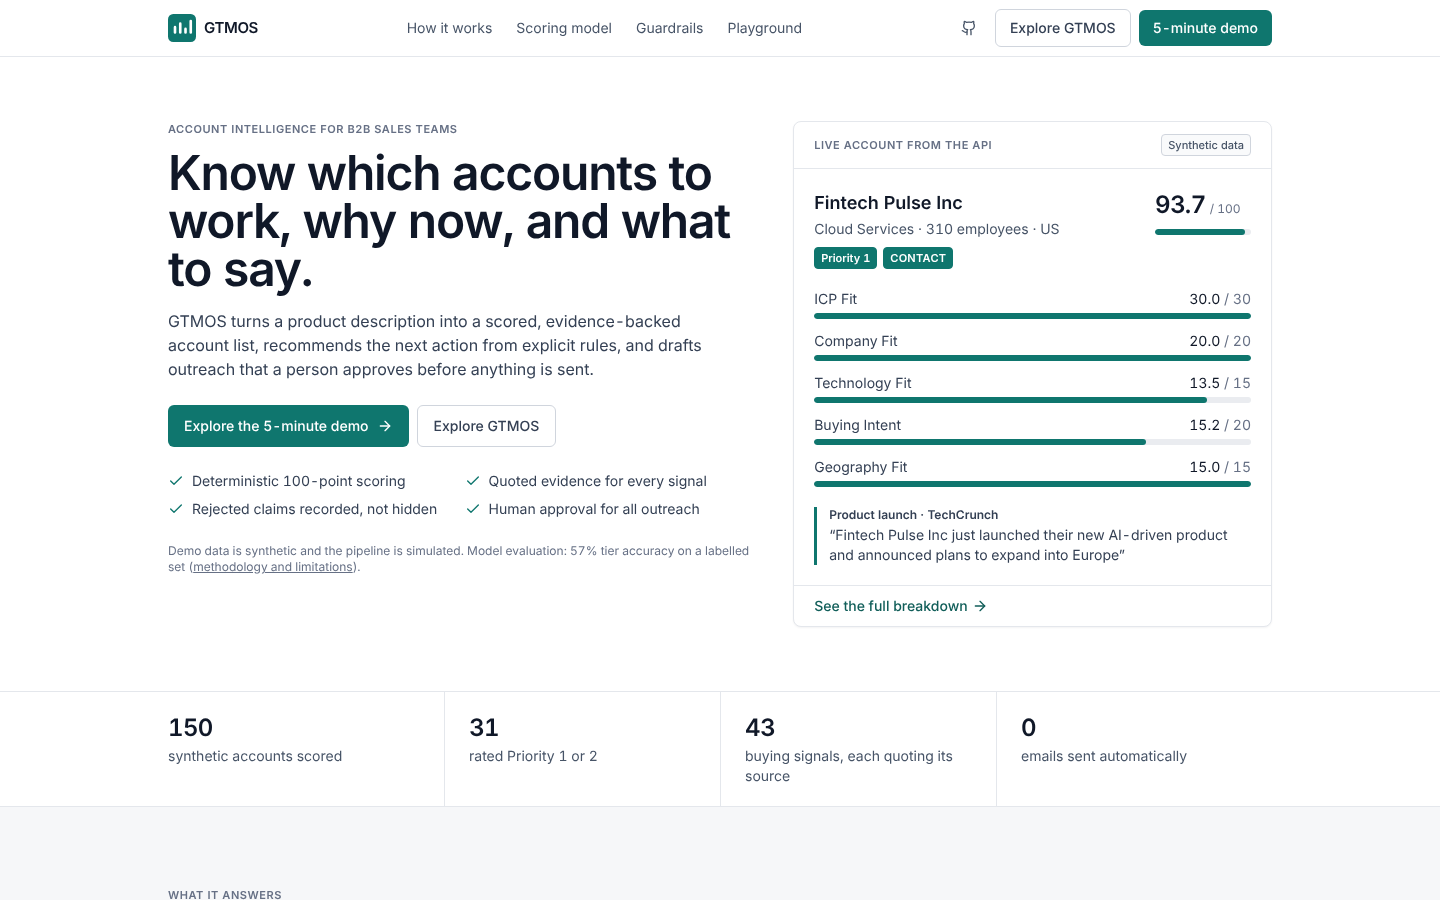 GTMOS
How it works
Scoring model
Guardrails
Playground
Explore GTMOS
5-minute demo
ACCOUNT INTELLIGENCE FOR B2B SALES TEAMS
Know which accounts to
work, why now, and what
to say.
GTMOS turns a product description into a scored, evidence-backed
account list, recommends the next action from explicit rules, and drafts
outreach that a person approves before anything is sent.
Explore the 5-minute demo
Explore GTMOS
Deterministic 100-point scoring
Quoted evidence for every signal
Rejected claims recorded, not hidden
Human approval for all outreach
Demo data is synthetic and the pipeline is simulated. Model evaluation: 57% tier accuracy on a labelled
set (methodology and limitations).
LIVE ACCOUNT FROM THE API
Synthetic data
Fintech Pulse Inc
93.7 / 100
Cloud Services · 310 employees · US
Priority 1
CONTACT
ICP Fit 30.0 / 30
Company Fit 20.0 / 20
Technology Fit 13.5 / 15
Buying Intent 15.2 / 20
Geography Fit 15.0 / 15
Product launch · TechCrunch
“Fintech Pulse Inc just launched their new AI-driven product
and announced plans to expand into Europe”
See the full breakdown
150
synthetic accounts scored
31
rated Priority 1 or 2
43
buying signals, each quoting its
source
0
emails sent automatically
WHAT IT ANSWERS